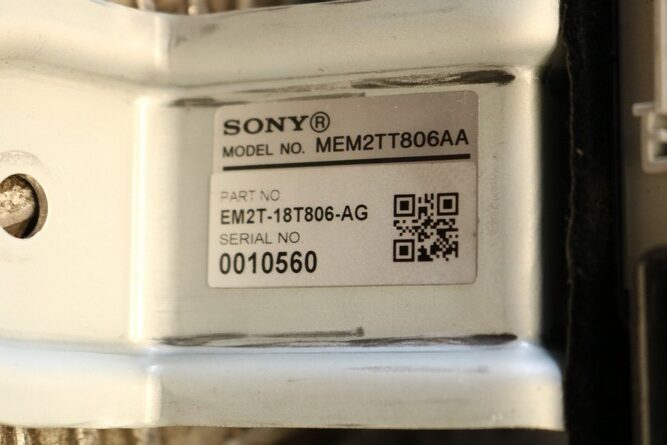 SONY®
MODEL NO. MEM2TT806AA
PART NO
EM2T-18T806-AG
SERIAL NO
0010560